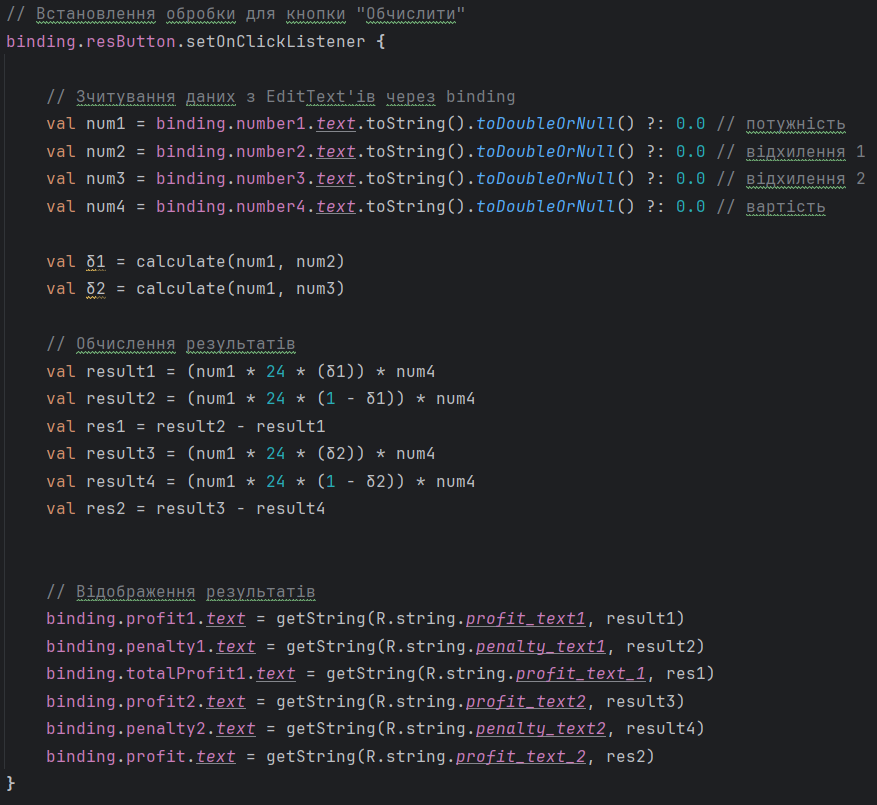 // Встановлення обробки для кнопки "Обчислити"
binding.resButton.setOnClickListener {
// Зчитування даних з EditText'ів через binding
val num1 = binding.number1.text.toString().toDoubleOrNull() ?: 0.0 // потужність
val num2 = binding.number2.text.toString().toDoubleOrNull() ?: 0.0 // відхилення 1
val num3 = binding.number3.text.toString().toDoubleOrNull() ?: 0.0 // відхилення 2
val num4 = binding.number4.text.toString().toDoubleOrNull() ?: 0.0 // вартість
val δ1 = calculate(num1, num2)
val δ2 = calculate(num1, num3)
// Обчислення результатів
val result1 = (num1 * 24 * (δ1)) * num4
val result2 = (num1 * 24 * (1 - δ1)) * num4
val res1 = result2 - result1
val result3 = (num1 * 24 * (δ2)) * num4
val result4 = (num1 * 24 * (1 - δ2)) * num4
val res2 = result3 - result4
// Відображення результатів
binding.profit1.text = getString(R.string.profit_text1, result1)
binding.penalty1.text = getString(R.string.penalty_text1, result2)
binding.totalProfit1.text = getString(R.string.profit_text_1, res1)
binding.profit2.text = getString(R.string.profit_text2, result3)
binding.penalty2.text = getString(R.string.penalty_text2, result4)
binding.profit.text = getString(R.string.profit_text_2, res2)
}